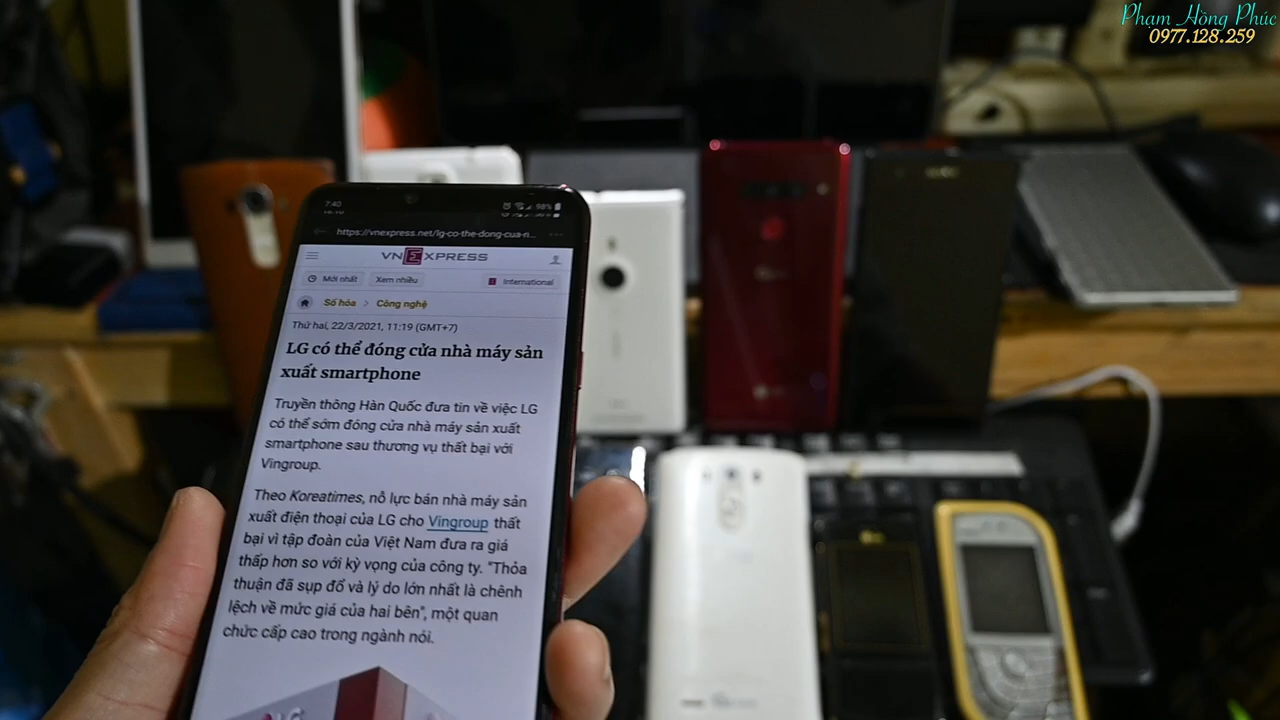 Phạm Hồng Phúc
0977.128.259
7:40
98%
https://vnexpress.net/lg-co-the-dong-cua-n...
VNEXPRESS
Mới nhất
Xem nhiều
International
Số hóa > Công nghệ
Thứ hai, 22/3/2021, 11:19 (GMT+7)
LG có thể đóng cửa nhà máy sản
xuất smartphone
Truyền thông Hàn Quốc đưa tin về việc LG
có thể sớm đóng cửa nhà máy sản xuất
smartphone sau thương vụ thất bại với
Vingroup.
Theo Koreatimes, nỗ lực bán nhà máy sản
xuất điện thoại của LG cho Vingroup thất
bại vì tập đoàn của Việt Nam đưa ra giá
thấp hơn so với kỳ vọng của công ty. "Thỏa
thuận đã sụp đổ và lý do lớn nhất là chênh
lệch về mức giá của hai bên", một quan
chức cấp cao trong ngành nói.
LG